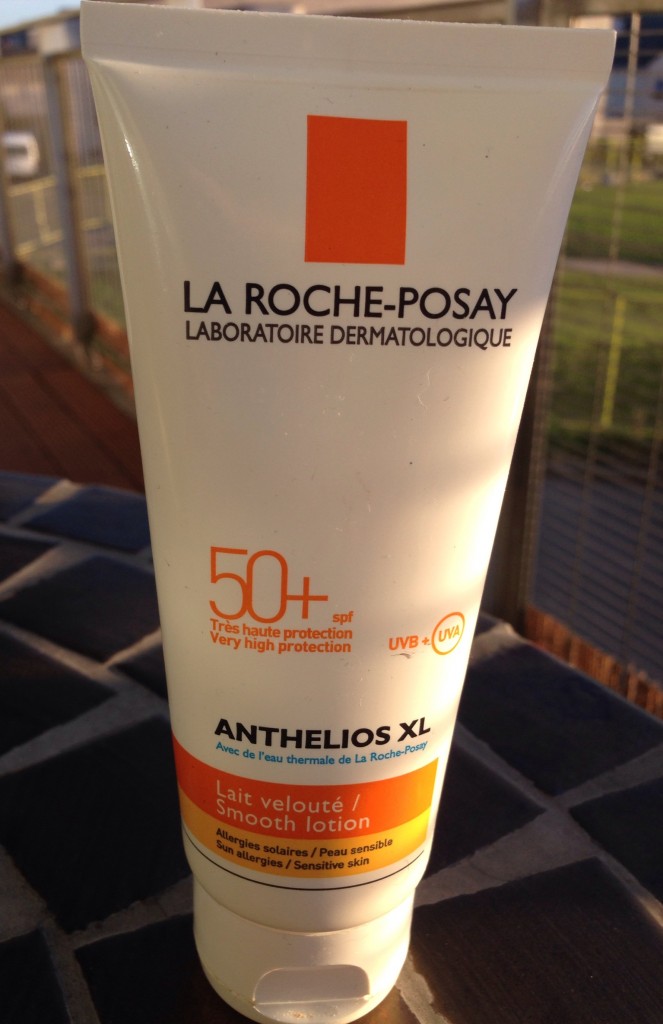 LA ROCHE-POSAY
LABORATOIRE DERMATOLOGIQUE
50+ spf
Très haute protection
Very high protection
UVB + UVA
ANTHELIOS XL
Avec de l'eau thermale de La Roche-Posay
Lait velouté /
Smooth lotion
Allergies solaires / Peau sensible
Sun allergies / Sensitive skin